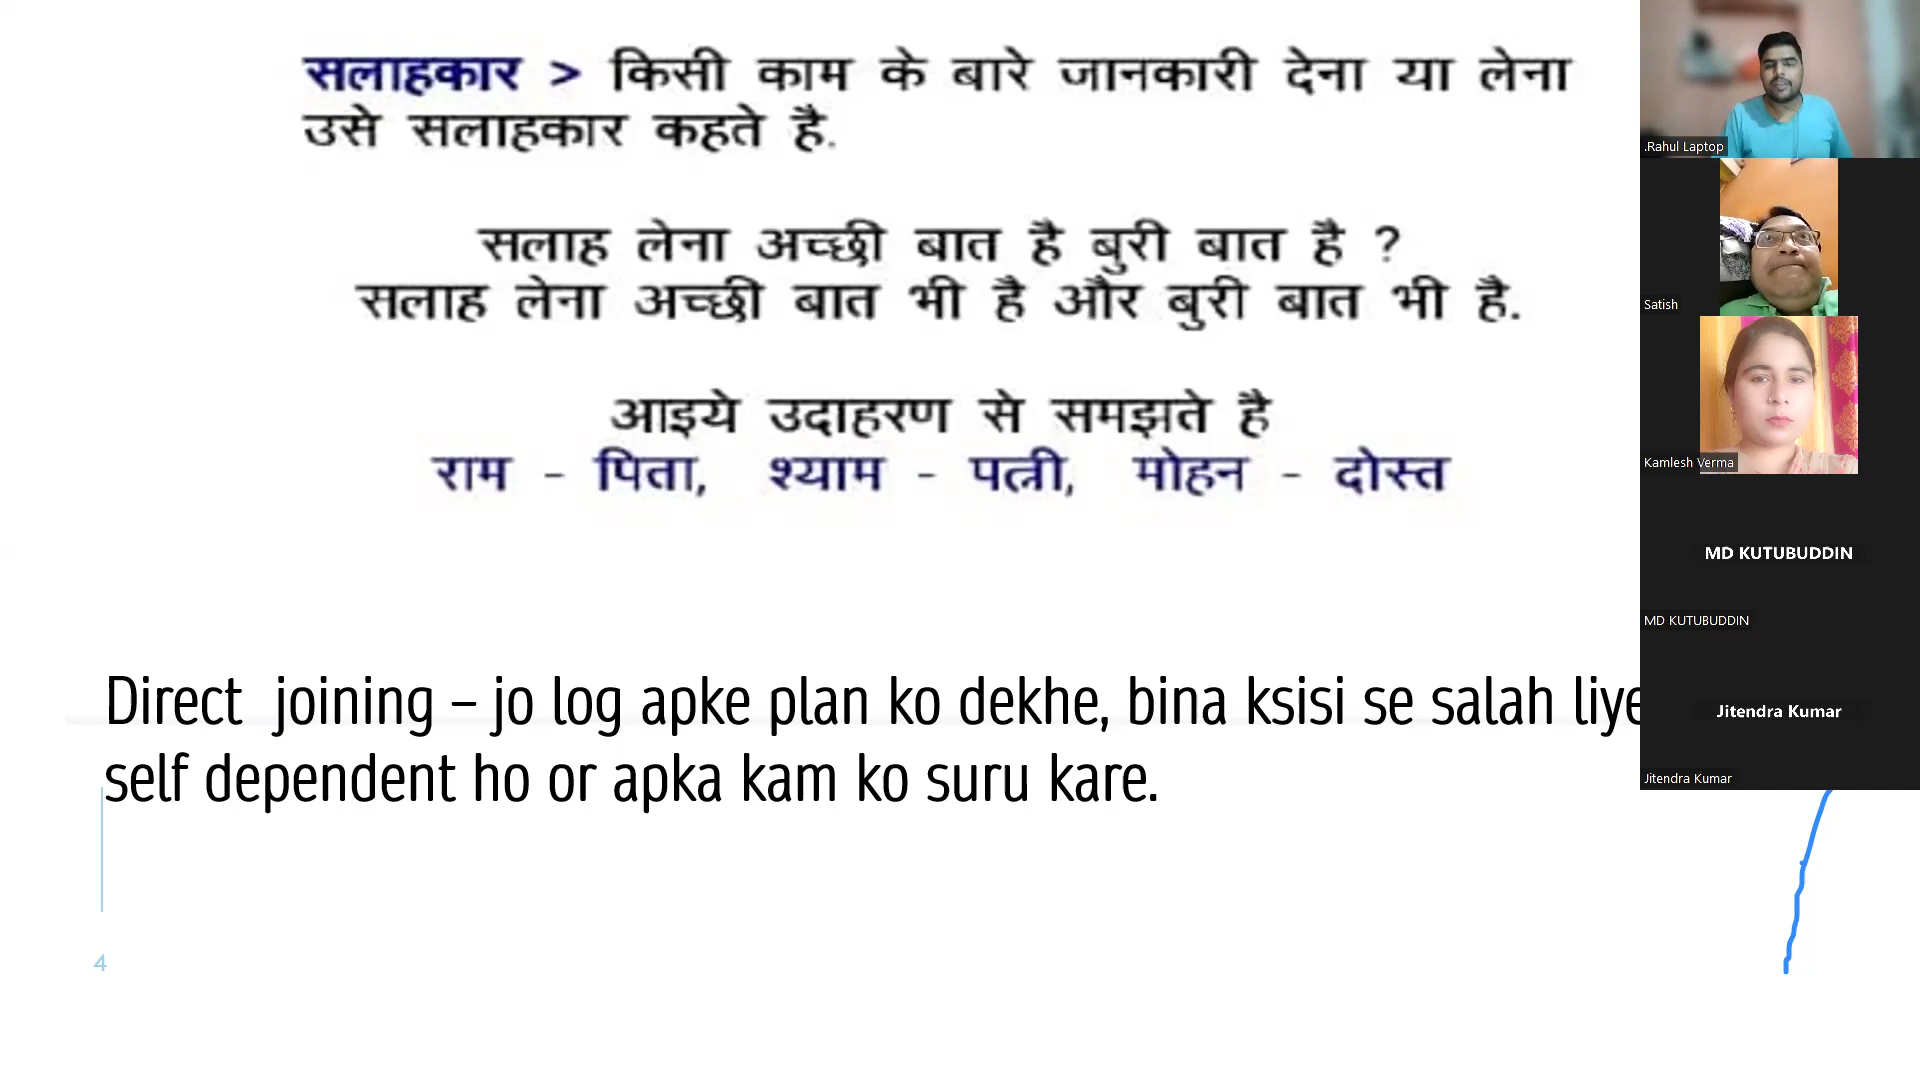 सलाहकार > किसी काम के बारे जानकारी देना या लेना
उसे सलाहकार कहते है.
सलाह लेना अच्छी बात है बुरी बात है ?
सलाह लेना अच्छी बात भी है और बुरी बात भी है.
आइये उदाहरण से समझते है
राम - पिता, श्याम - पत्नी, मोहन - दोस्त
Direct joining – jo log apke plan ko dekhe, bina ksisi se salah liye
self dependent ho or apka kam ko suru kare.
4
.Rahul Laptop
Satish
Kamlesh Verma
MD KUTUBUDDIN
MD KUTUBUDDIN
Jitendra Kumar
Jitendra Kumar